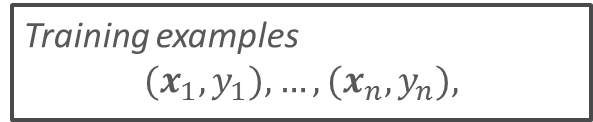 Training examples
(𝒙₁, 𝑦₁), … , (𝒙ₙ, 𝑦ₙ),